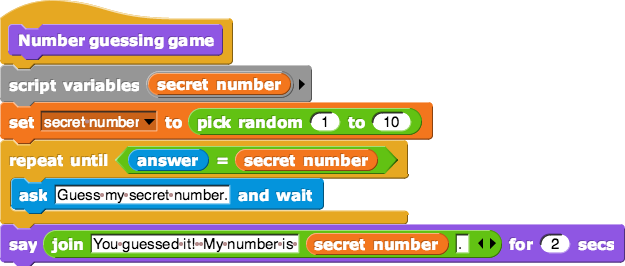 Number guessing game
script variables secret number
set secret number to pick random 1 to 10
repeat until answer = secret number
ask Guess my secret number. and wait
say join You guessed it! My number is secret number . for 2 secs